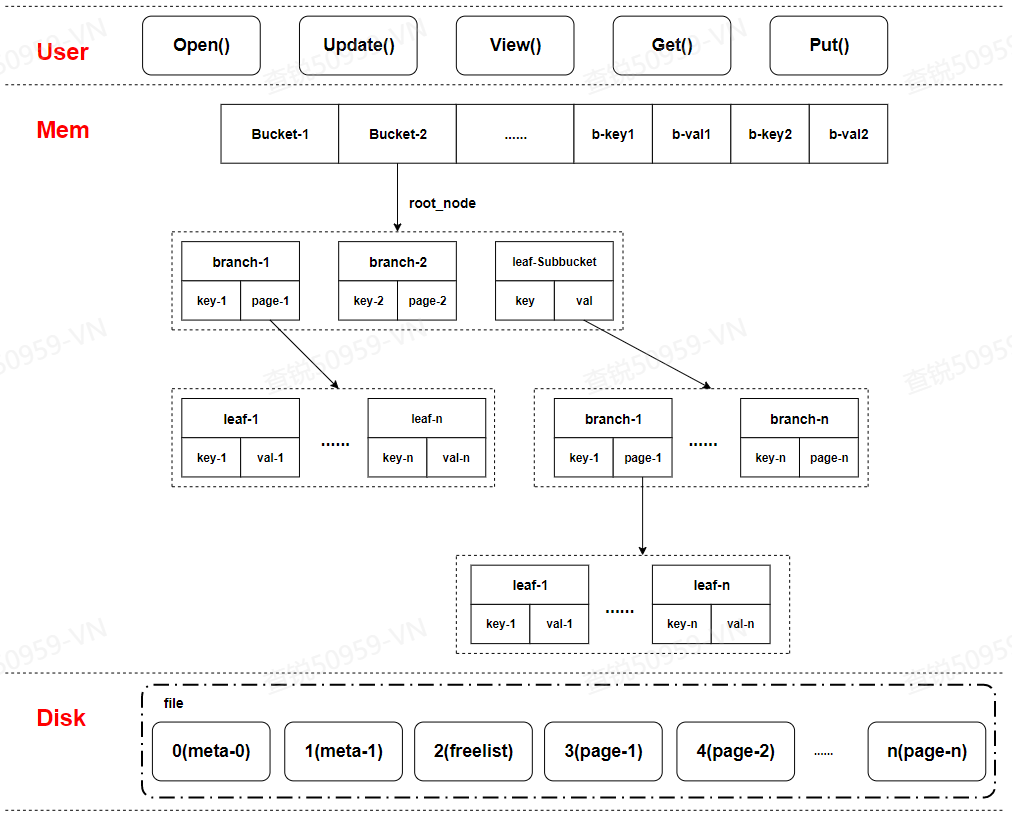 User
Open() Update() View() Get() Put()
Mem
Bucket-1 Bucket-2 ...... b-key1 b-val1 b-key2 b-val2
root_node
branch-1 branch-2 leaf-Subbucket
key-1 page-1 key-2 page-2 key val
leaf-1 leaf-n branch-1 branch-n
...... ......
key-1 val-1 key-n val-n key-1 page-1 key-n page-n
leaf-1 leaf-n
......
key-1 val-1 key-n val-n
Disk
file
0(meta-0) 1(meta-1) 2(freelist) 3(page-1) 4(page-2) ...... n(page-n)
查锐50959-VN